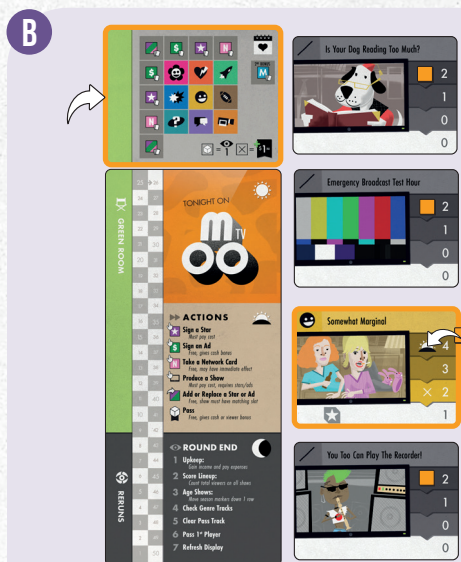 B
$
N
1ST BONUS
$
M
N
= 1 = $1
GREEN ROOM
RERUNS
TONIGHT ON
TV
ACTIONS
Sign a Star
Must pay cost
Sign an Ad
Free, gives cash bonus
Take a Network Card
Free, may have immediate effect
Produce a Show
Must pay cost, requires stars/ads
Add or Replace a Star or Ad
Free, show must have matching slot
Pass
Free, gives cash or viewer bonus
ROUND END
1 Upkeep:
Gain income and pay expenses
2 Score Lineup:
Count total viewers on all shows
3 Age Shows:
Move season markers down 1 row
4 Check Genre Tracks
5 Clear Pass Track
6 Pass 1st Player
7 Refresh Display
Is Your Dog Reading Too Much?
2
1
0
0
Emergency Broadcast Test Hour
2
1
0
0
Somewhat Marginal
4
3
2
1
You Too Can Play The Recorder!
2
1
0
0